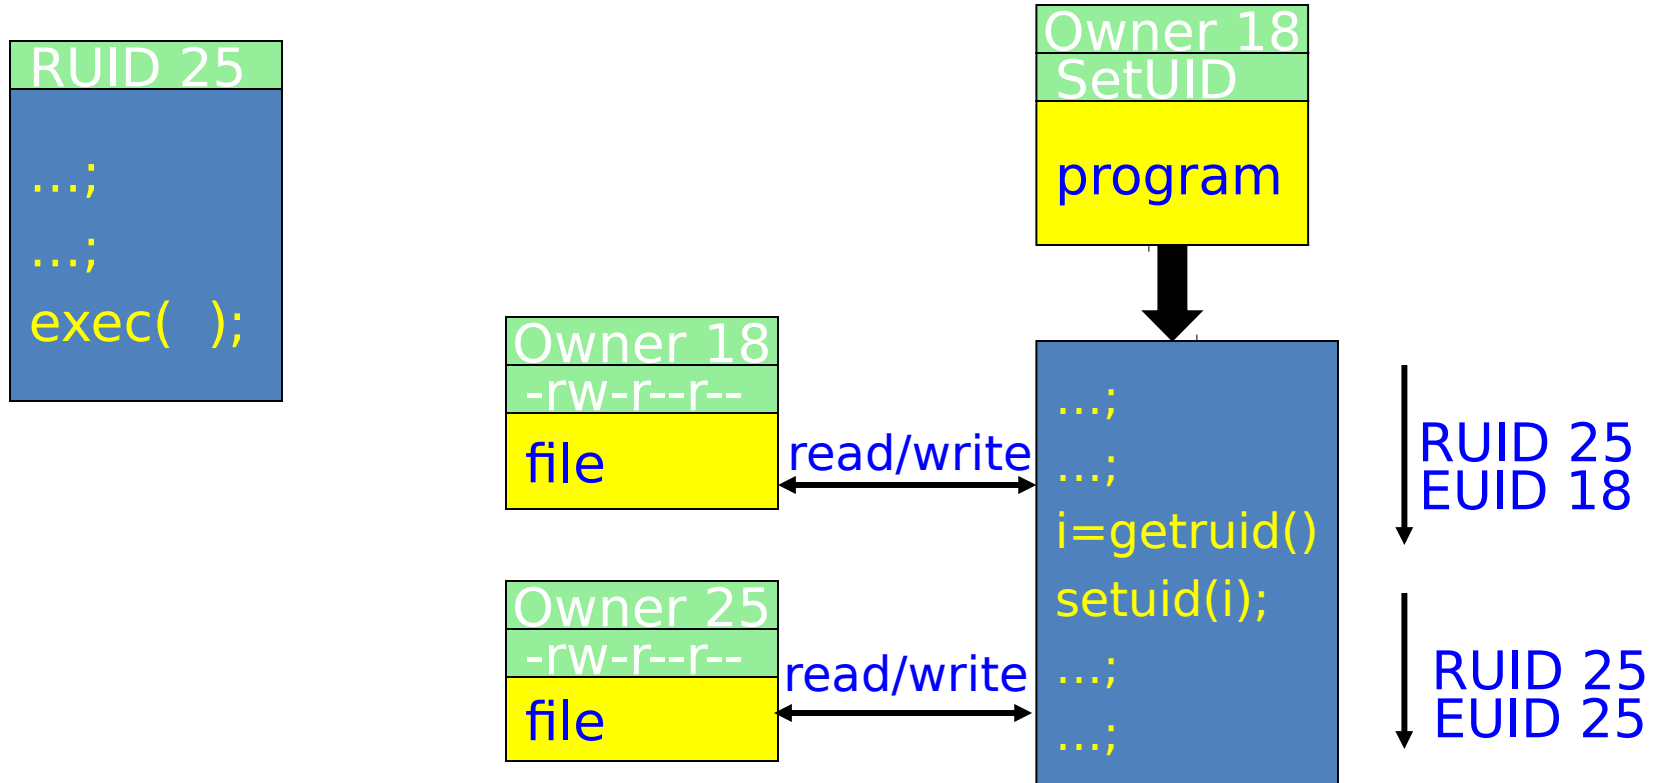 RUID 25
...;
...;
exec(  );
Owner 18
SetUID
program
Owner 18
-rw-r--r--
file
read/write
Owner 25
-rw-r--r--
file
read/write
...;
...;
i=getruid()
setuid(i);
...;
...;
RUID 25
EUID 18
RUID 25
EUID 25